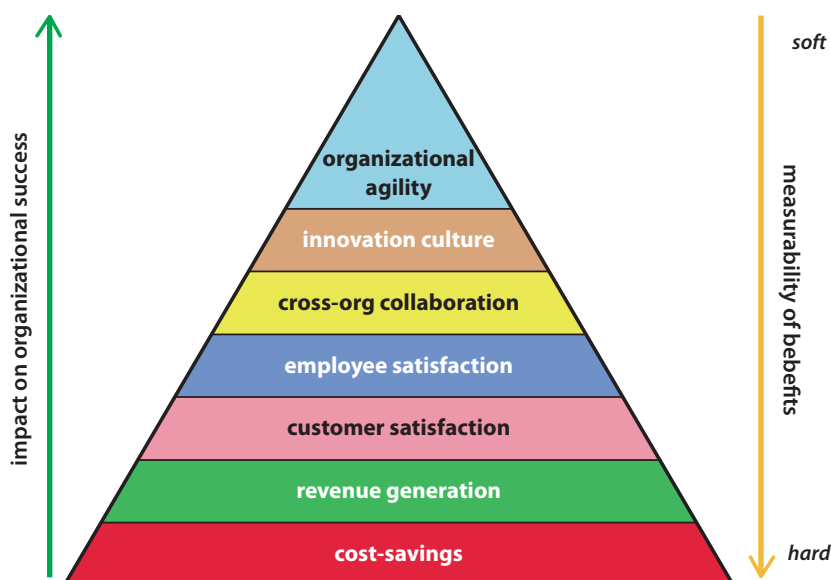 soft
organizational
agility
innovation culture
cross-org collaboration
employee satisfaction
customer satisfaction
revenue generation
cost-savings
hard
impact on organizational success
measurability of bebefits